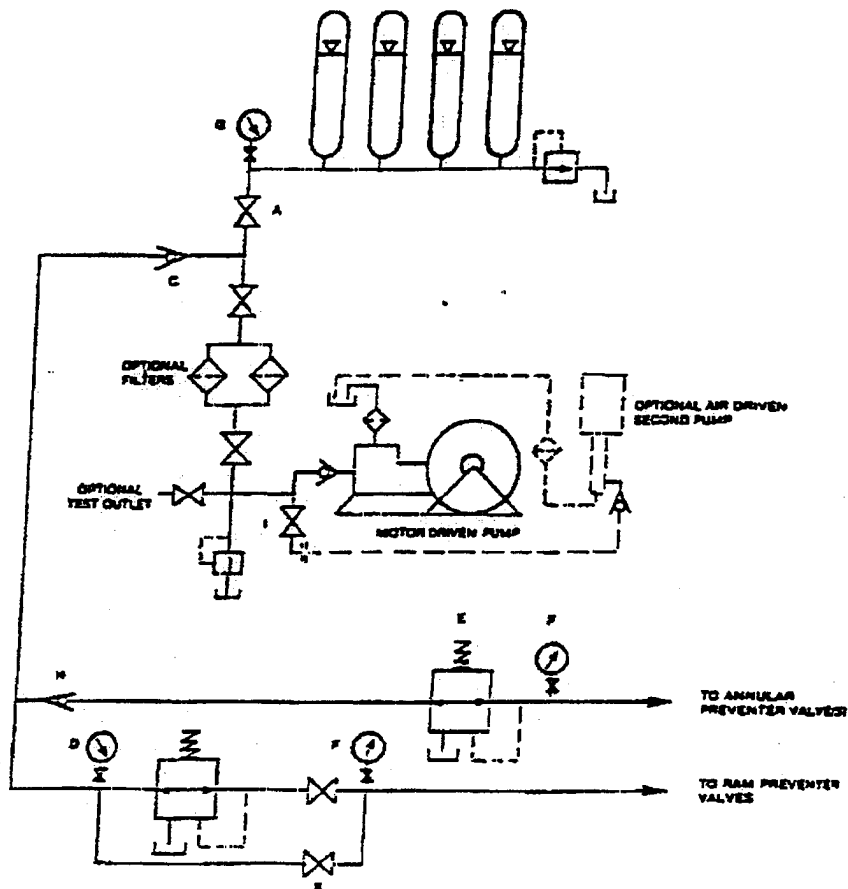 A
C
OPTIONAL
FILTERS
OPTIONAL AIR DRIVEN
SECOND PUMP
OPTIONAL
TEST OUTLET
I
MOTOR DRIVEN PUMP
E
F
H
TO ANNULAR
PREVENTER VALVE(S)
D
F
TO RAM PREVENTER
VALVES